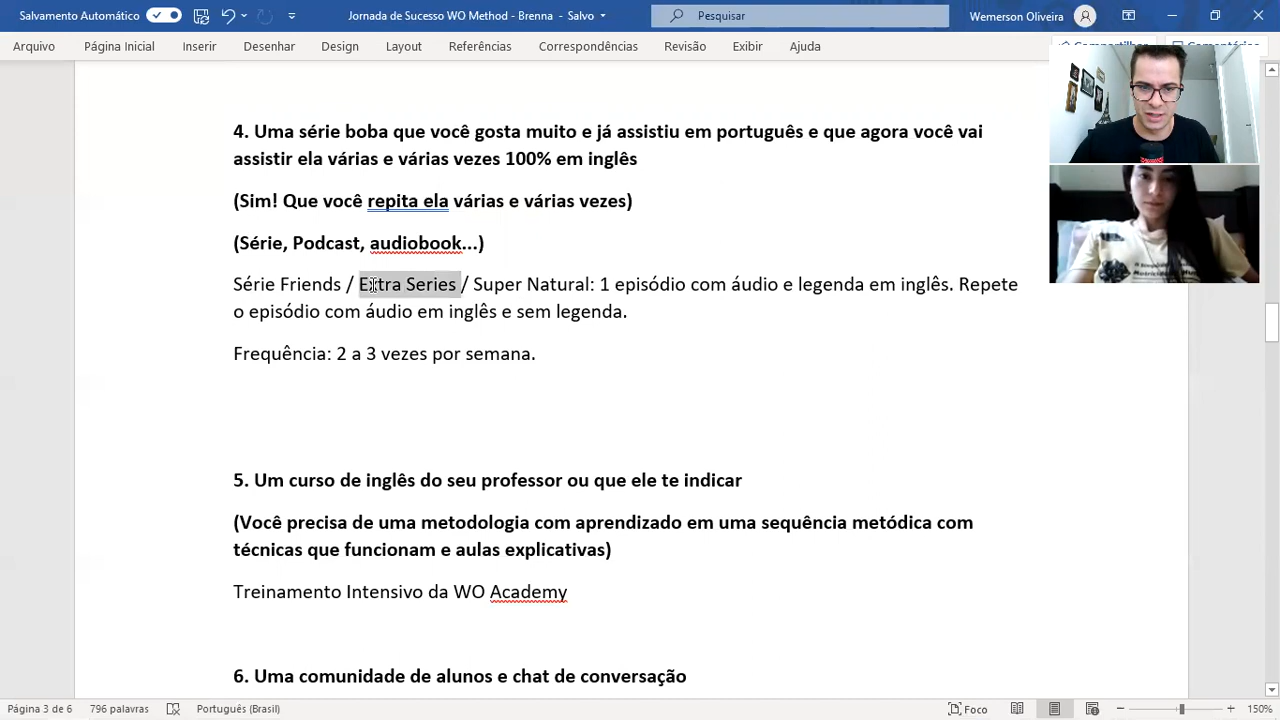 Salvamento Automático
Plano de Sucesso WO Method - Brenna - Salvo
Pesquisar
Wemerson Oliveira
Arquivo Página Inicial Inserir Desenhar Design Layout Referências Correspondências Revisão Exibir Ajuda
4. Uma série boba que você gosta muito e já assistiu em português e que agora você vai
assistir ela várias e várias vezes 100% em inglês
(Sim! Que você repita ela várias e várias vezes)
(Série, Podcast, audiobook...)
Série Friends / Extra Series / Super Natural: 1 episódio com áudio e legenda em inglês. Repete
o episódio com áudio em inglês e sem legenda.
Frequência: 2 a 3 vezes por semana.
5. Um curso de inglês do seu professor ou que ele te indicar
(Você precisa de uma metodologia com aprendizado em uma sequência metódica com
técnicas que funcionam e aulas explicativas)
Treinamento Intensivo da WO Academy
6. Uma comunidade de alunos e chat de conversação
Página 3 de 6 796 palavras Português (Brasil) Foco 150%